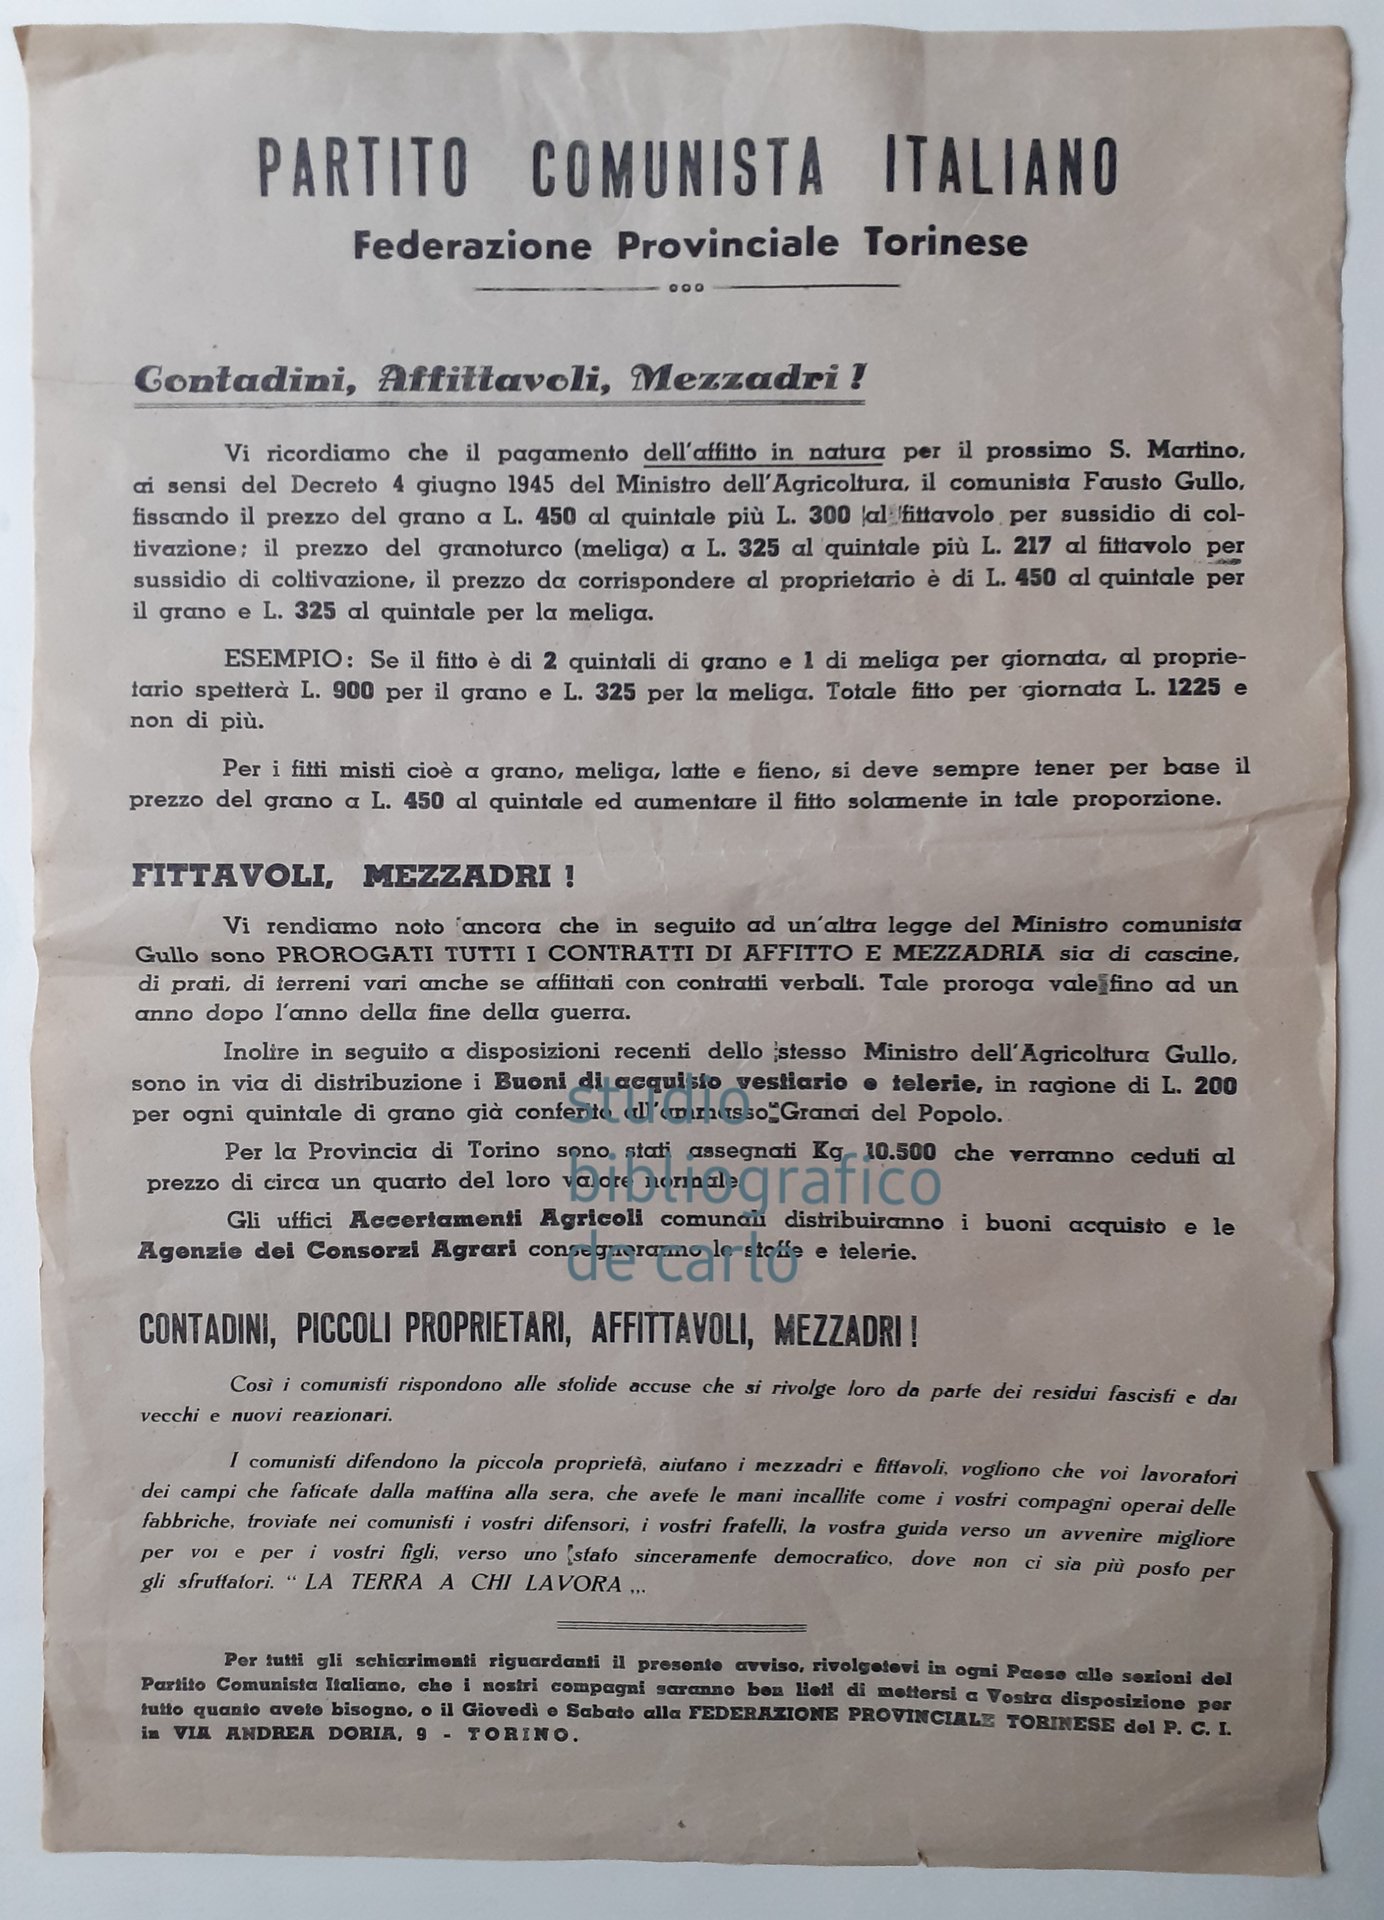 PARTITO COMUNISTA ITALIANO
Federazione Provinciale Torinese
Contadini, Affittavoli, Mezzadri !
Vi ricordiamo che il pagamento dell'affitto in natura per il prossimo S. Martino,
ai sensi del Decreto 4 giugno 1945 del Ministro dell'Agricoltura, il comunista Fausto Gullo,
fissando il prezzo del grano a L. 450 al quintale più L. 300 al fittavolo per sussidio di col-
tivazione; il prezzo del granoturco (meliga) a L. 325 al quintale più L. 217 al fittavolo per
sussidio di coltivazione, il prezzo da corrispondere al proprietario è di L. 450 al quintale per
il grano e L. 325 al quintale per la meliga.
ESEMPIO: Se il fitto è di 2 quintali di grano e 1 di meliga per giornata, al proprie-
tario spetterà L. 900 per il grano e L. 325 per la meliga. Totale fitto per giornata L. 1225 e
non di più.
Per i fitti misti cioè a grano, meliga, latte e fieno, si deve sempre tener per base il
prezzo del grano a L. 450 al quintale ed aumentare il fitto solamente in tale proporzione.
FITTAVOLI, MEZZADRI !
Vi rendiamo noto ancora che in seguito ad un'altra legge del Ministro comunista
Gullo sono PROROGATI TUTTI I CONTRATTI DI AFFITTO E MEZZADRIA sia di cascine,
di prati, di terreni vari anche se affittati con contratti verbali. Tale proroga vale fino ad un
anno dopo l'anno della fine della guerra.
Inoltre in seguito a disposizioni recenti dello stesso Ministro dell'Agricoltura Gullo,
sono in via di distribuzione i Buoni di acquisto vestiario e telerie, in ragione di L. 200
per ogni quintale di grano già conferito all'ammasso Granai del Popolo.
Per la Provincia di Torino sono stati assegnati Kg. 10.500 che verranno ceduti al
prezzo di circa un quarto del loro valore normale.
Gli uffici Accertamenti Agricoli comunali distribuiranno i buoni acquisto e le
Agenzie dei Consorzi Agrari consegneranno le stoffe e telerie.
studio
bibliografico
de carlo
CONTADINI, PICCOLI PROPRIETARI, AFFITTAVOLI, MEZZADRI !
Così i comunisti rispondono alle stolide accuse che si rivolge loro da parte dei residui fascisti e dai
vecchi e nuovi reazionari.
I comunisti difendono la piccola proprietà, aiutano i mezzadri e fittavoli, vogliono che voi lavoratori
dei campi che faticate dalla mattina alla sera, che avete le mani incallite come i vostri compagni operai delle
fabbriche, troviate nei comunisti i vostri difensori, i vostri fratelli, la vostra guida verso un avvenire migliore
per voi e per i vostri figli, verso uno stato sinceramente democratico, dove non ci sia più posto per
gli sfruttatori. “ LA TERRA A CHI LAVORA „.
Per tutti gli schiarimenti riguardanti il presente avviso, rivolgetevi in ogni Paese alle sezioni del
Partito Comunista Italiano, che i nostri compagni saranno ben lieti di mettersi a Vostra disposizione per
tutto quanto avete bisogno, o il Giovedì e Sabato alla FEDERAZIONE PROVINCIALE TORINESE del P. C. I.
in VIA ANDREA DORIA, 9 - TORINO.